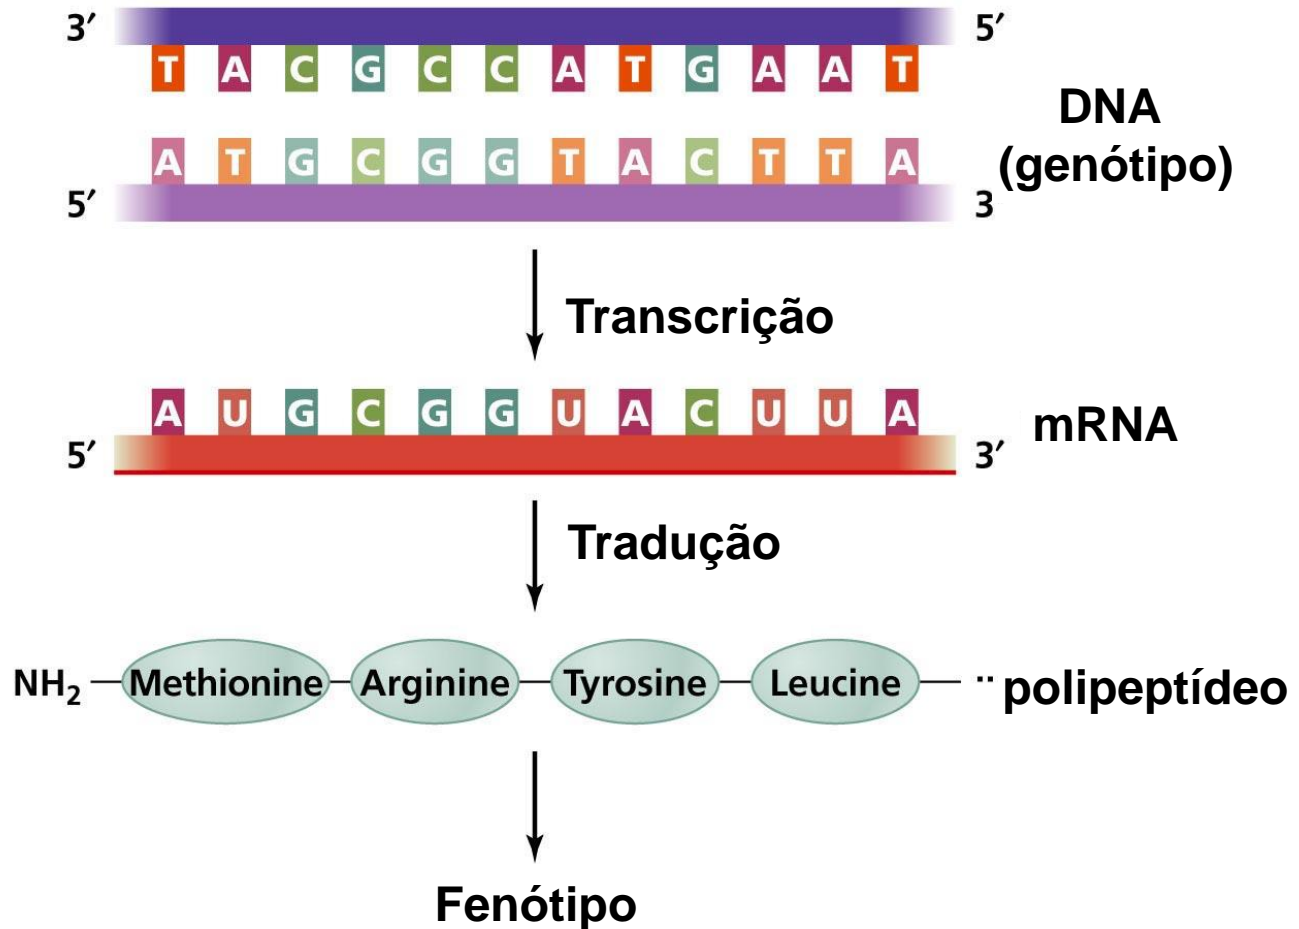 3′ 5′
T A C G C C A T G A A T
DNA
(genótipo)
A T G C G G T A C T T A
5′ 3
Transcrição
A U G C G G U A C U U A
mRNA
5′ 3′
Tradução
NH₂ Methionine Arginine Tyrosine Leucine ·· polipeptídeo
Fenótipo